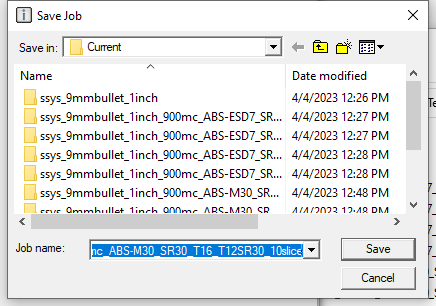 Save Job
Save in: Current
Name Date modified
ssys_9mmbullet_1inch 4/4/2023 12:26 PM
ssys_9mmbullet_1inch_900mc_ABS-ESD7_SR... 4/4/2023 12:27 PM
ssys_9mmbullet_1inch_900mc_ABS-ESD7_SR... 4/4/2023 12:27 PM
ssys_9mmbullet_1inch_900mc_ABS-ESD7_SR... 4/4/2023 12:28 PM
ssys_9mmbullet_1inch_900mc_ABS-ESD7_SR... 4/4/2023 12:28 PM
ssys_9mmbullet_1inch_900mc_ABS-M30_SR... 4/4/2023 12:48 PM
ssys_9mmbullet_1inch_900mc_ABS-M30_SR... 4/4/2023 12:48 PM
Job name: mc_ABS-M30_SR30_T16_T12SR30_10slice Save
Cancel